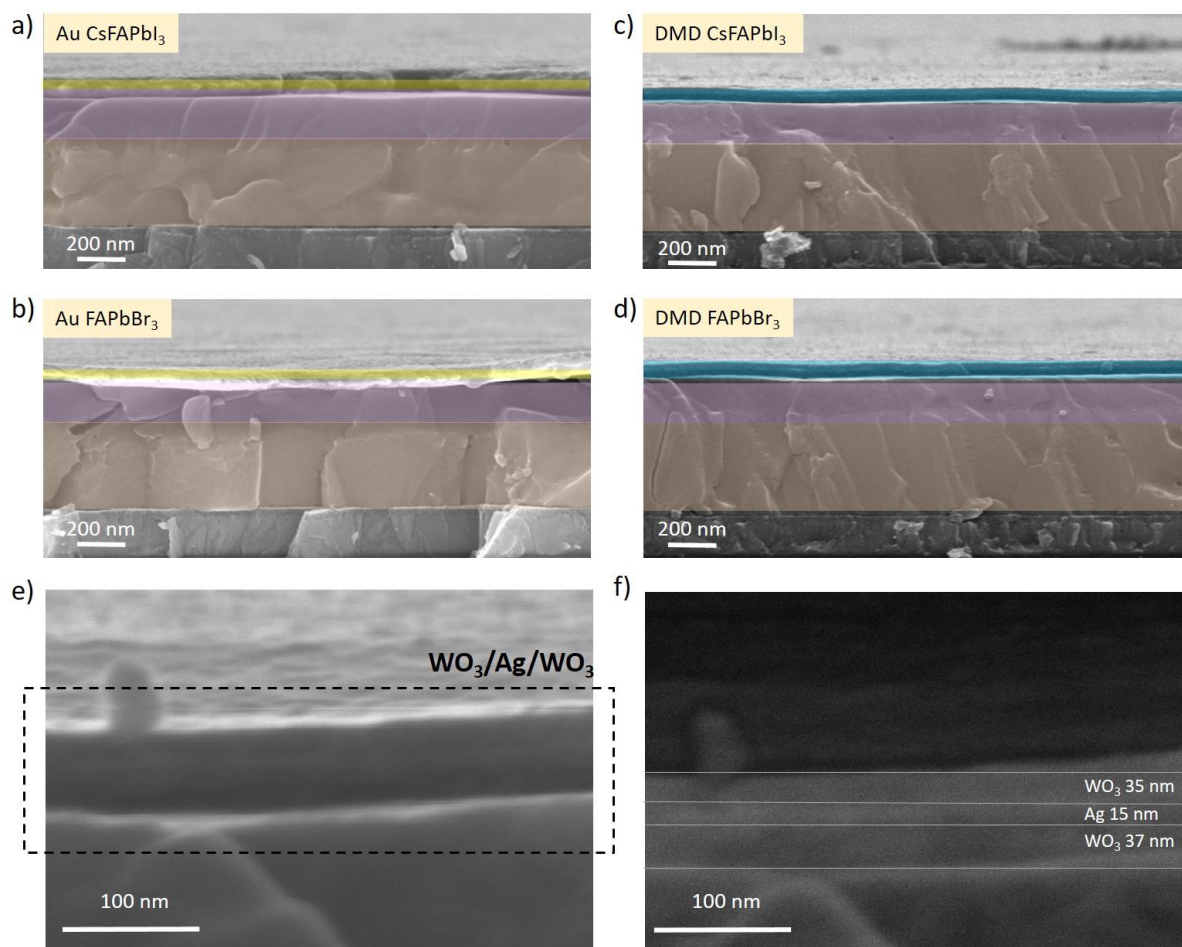 a)
Au CsFAPbI₃
200 nm
c)
DMD CsFAPbI₃
200 nm
b)
Au FAPbBr₃
200 nm
d)
DMD FAPbBr₃
200 nm
e)
WO₃/Ag/WO₃
100 nm
f)
WO₃ 35 nm
Ag 15 nm
WO₃ 37 nm
100 nm